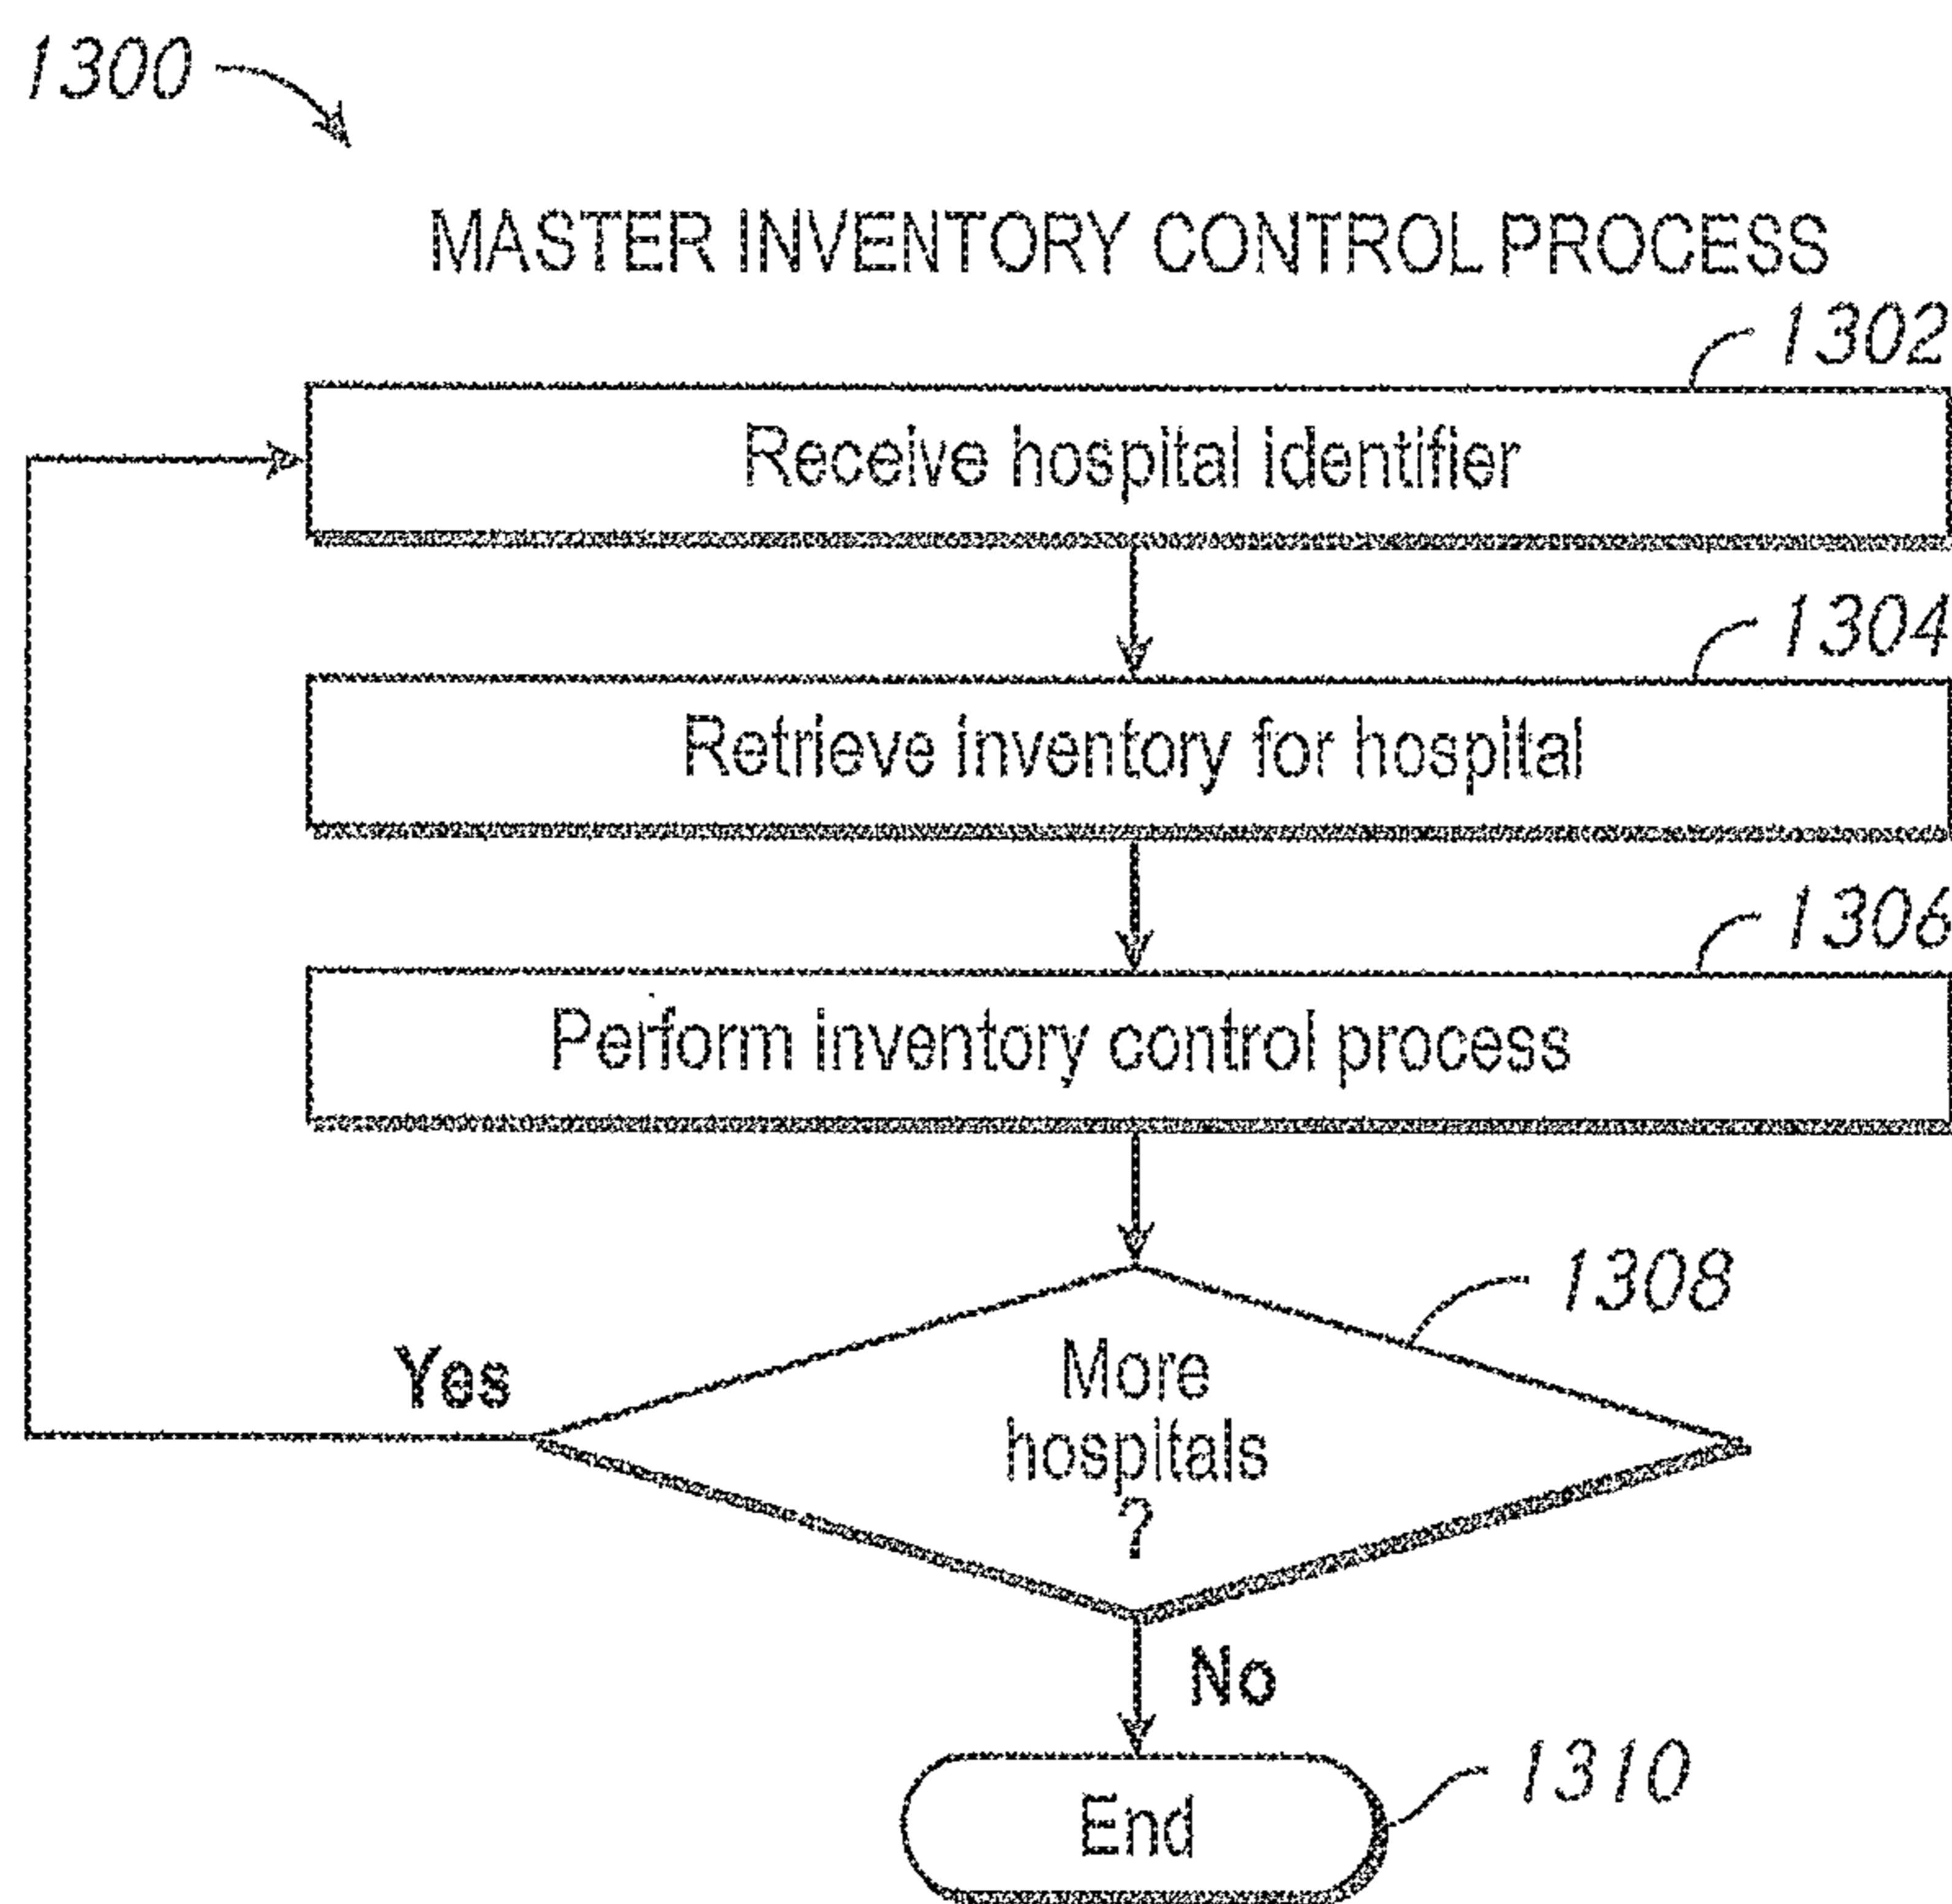 1300
MASTER INVENTORY CONTROL PROCESS
1302
Receive hospital identifier
1304
Retrieve inventory for hospital
1306
Perform inventory control process
1308
More
hospitals
?
Yes
No
1310
End